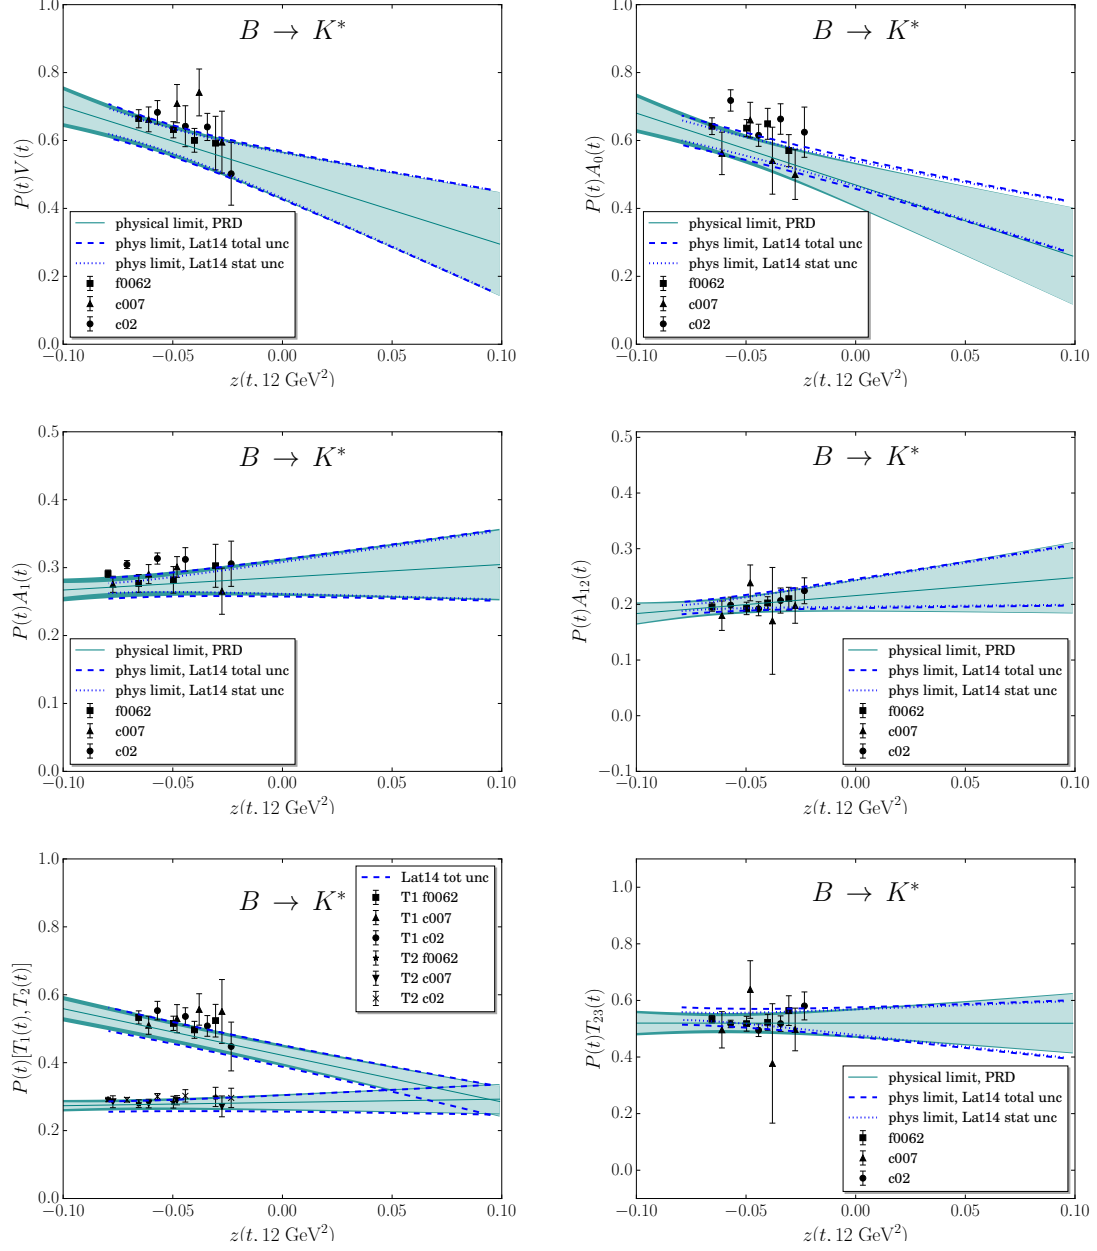 B → K*
P(t)V(t)
1.0
0.8
0.6
0.4
0.2
0.0
physical limit, PRD
phys limit, Lat14 total unc
phys limit, Lat14 stat unc
f0062
c007
c02
−0.10 −0.05 0.00 0.05 0.10
z(t, 12 GeV²)
B → K*
P(t)A₀(t)
1.0
0.8
0.6
0.4
0.2
0.0
physical limit, PRD
phys limit, Lat14 total unc
phys limit, Lat14 stat unc
f0062
c007
c02
−0.10 −0.05 0.00 0.05 0.10
z(t, 12 GeV²)
B → K*
P(t)A₁(t)
0.5
0.4
0.3
0.2
0.1
0.0
physical limit, PRD
phys limit, Lat14 total unc
phys limit, Lat14 stat unc
f0062
c007
c02
−0.10 −0.05 0.00 0.05 0.10
z(t, 12 GeV²)
B → K*
P(t)A₁₂(t)
0.5
0.4
0.3
0.2
0.1
0.0
−0.1
physical limit, PRD
phys limit, Lat14 total unc
phys limit, Lat14 stat unc
f0062
c007
c02
−0.10 −0.05 0.00 0.05 0.10
z(t, 12 GeV²)
B → K*
P(t)[T₁(t), T₂(t)]
1.0
0.8
0.6
0.4
0.2
0.0
Lat14 tot unc
T1 f0062
T1 c007
T1 c02
T2 f0062
T2 c007
T2 c02
−0.10 −0.05 0.00 0.05 0.10
z(t, 12 GeV²)
B → K*
P(t)T₂₃(t)
1.0
0.8
0.6
0.4
0.2
0.0
physical limit, PRD
phys limit, Lat14 total unc
phys limit, Lat14 stat unc
f0062
c007
c02
−0.10 −0.05 0.00 0.05 0.10
z(t, 12 GeV²)